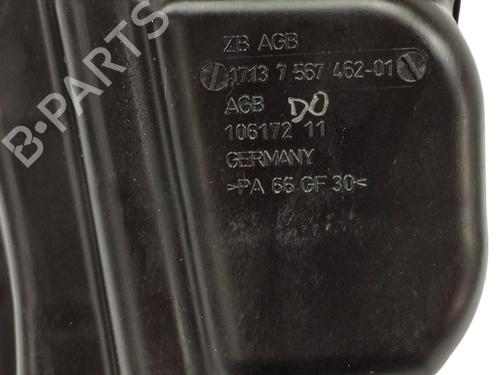 ZB AGB
1713 7 567 462-01
AGB DO
106172 11
GERMANY
>PA 66 GF 30<
B-PARTS